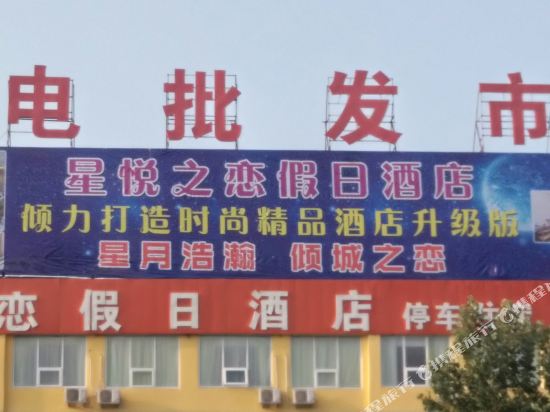 电批发市
星悦之恋假日酒店
倾力打造时尚精品酒店升级版
星月浩瀚 倾城之恋
恋假日酒店 停车